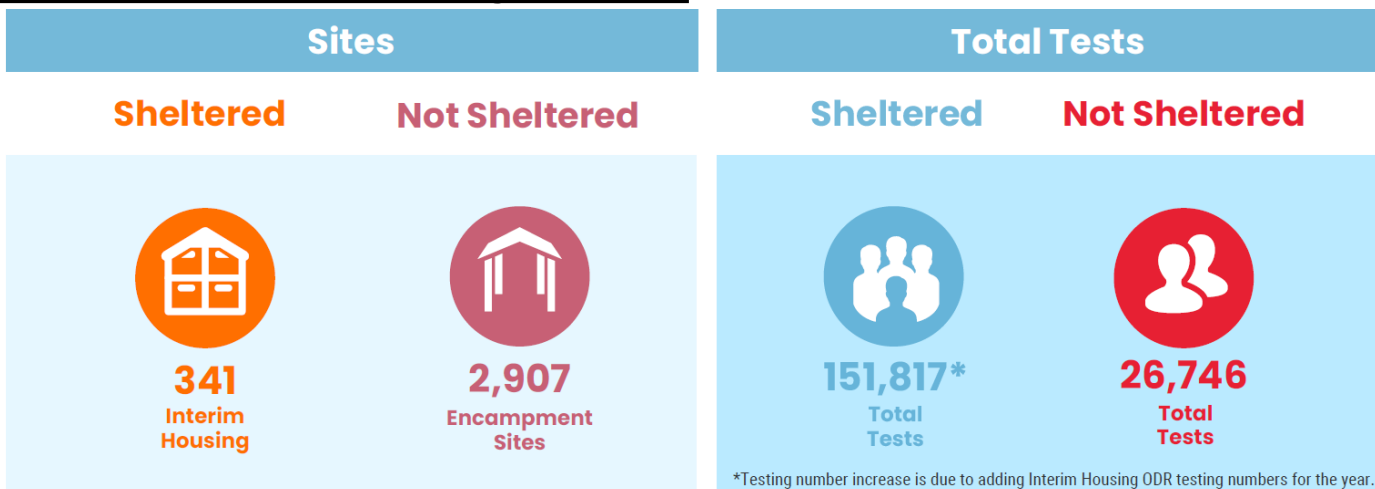 Sites
Sheltered
Not Sheltered
341
Interim
Housing
2,907
Encampment
Sites
Total Tests
Sheltered
Not Sheltered
151,817*
Total
Tests
26,746
Total
Tests
*Testing number increase is due to adding Interim Housing ODR testing numbers for the year.